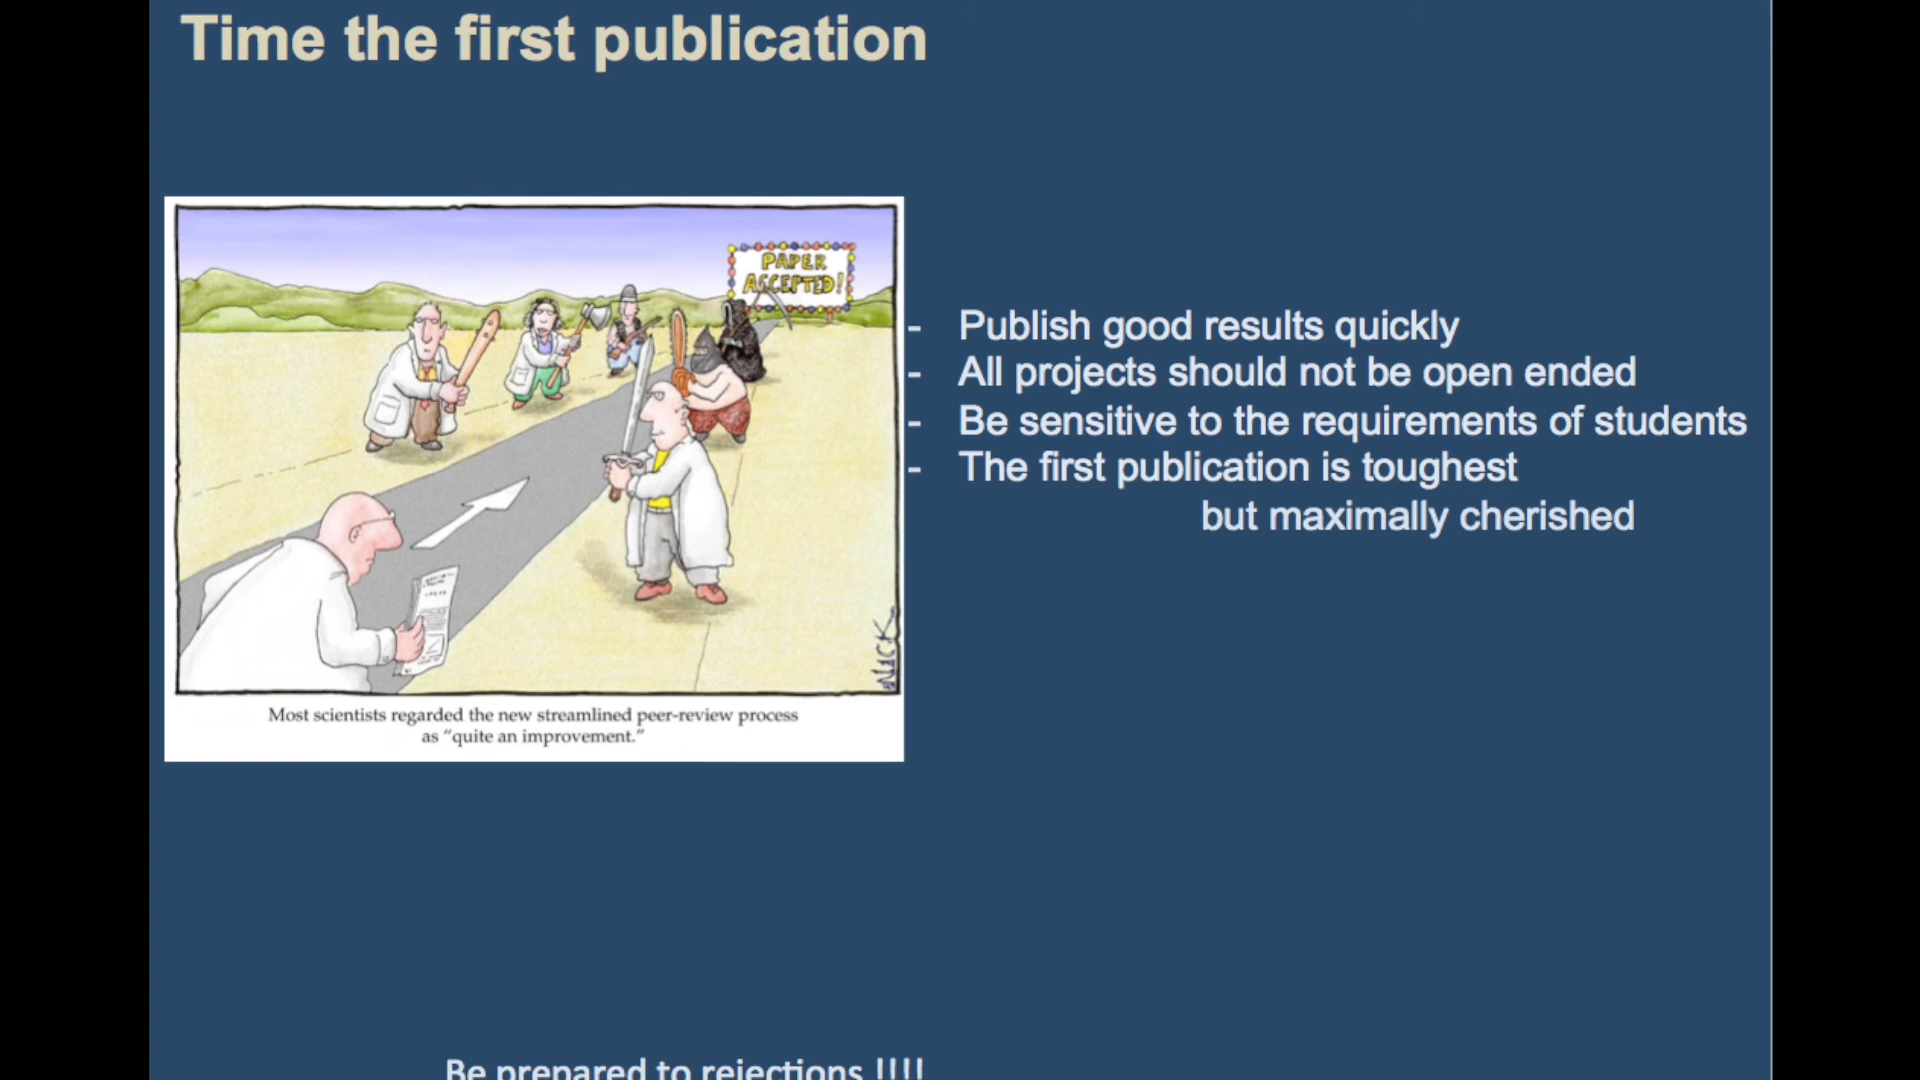 Time the first publication
PAPER
ACCEPTED!
- Publish good results quickly
- All projects should not be open ended
- Be sensitive to the requirements of students
- The first publication is toughest
but maximally cherished
NICK
Most scientists regarded the new streamlined peer-review process
as “quite an improvement.”
Be prepared to rejections !!!!